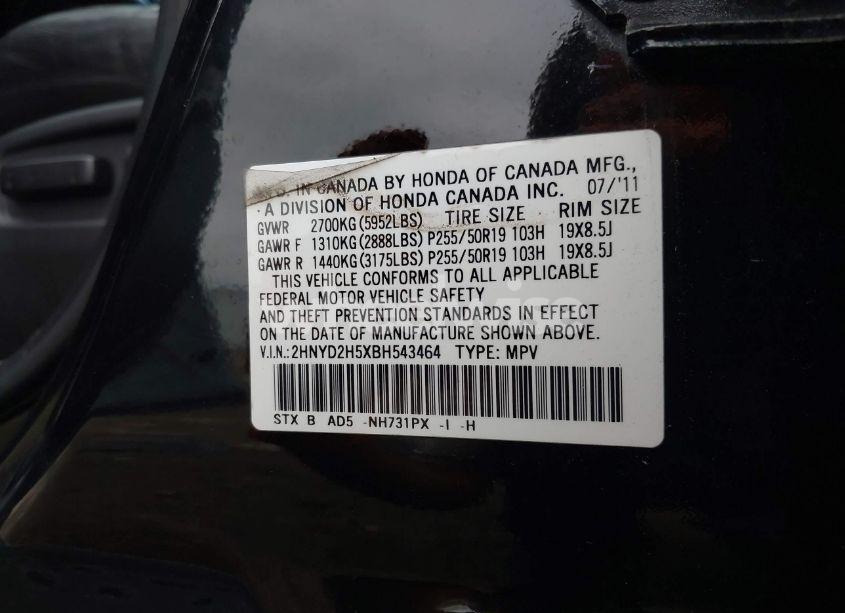 IN CANADA BY HONDA OF CANADA MFG.,
A DIVISION OF HONDA CANADA INC. 07/'11
GVWR 2700KG(5952LBS) TIRE SIZE RIM SIZE
GAWR F 1310KG(2888LBS) P255/50R19 103H 19X8.5J
GAWR R 1440KG(3175LBS) P255/50R19 103H 19X8.5J
THIS VEHICLE CONFORMS TO ALL APPLICABLE
FEDERAL MOTOR VEHICLE SAFETY
AND THEFT PREVENTION STANDARDS IN EFFECT
ON THE DATE OF MANUFACTURE SHOWN ABOVE.
V.I.N.:2HNYD2H5XBH543464 TYPE: MPV
STX B AD5 -NH731PX -I -H